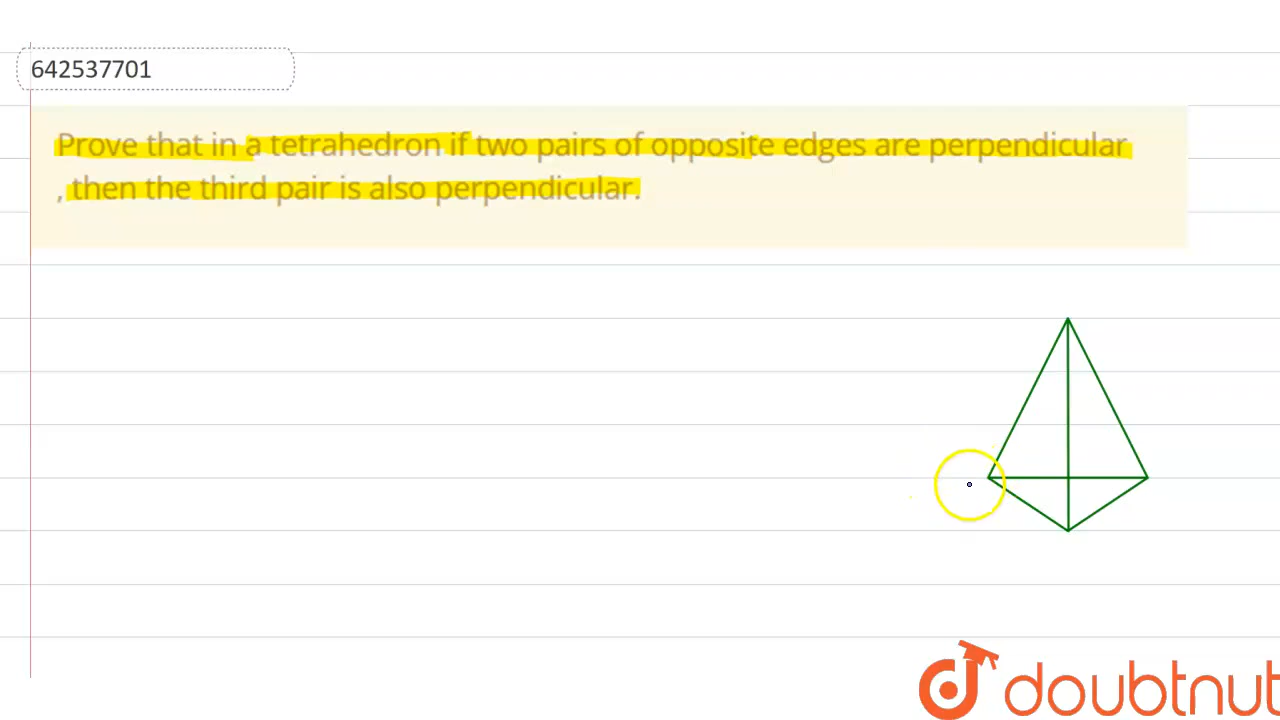 642537701
Prove that in a tetrahedron if two pairs of opposite edges are perpendicular
, then the third pair is also perpendicular.
doubtnut